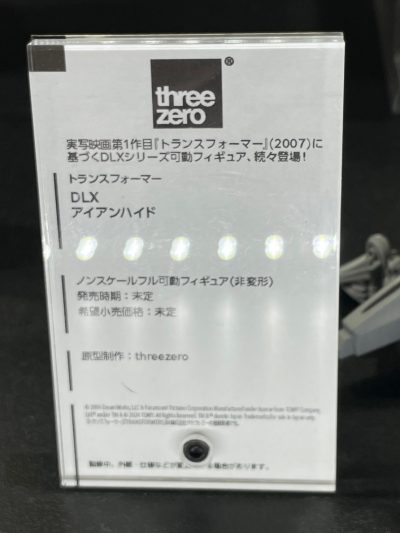 three
zero
®
実写映画第1作目『トランスフォーマー』(2007)に
基づくDLXシリーズ可動フィギュア、続々登場!
トランスフォーマー
DLX
アイアンハイド
ノンスケールフル可動フィギュア(非変形)
発売時期:未定
希望小売価格:未定
原型制作:threezero